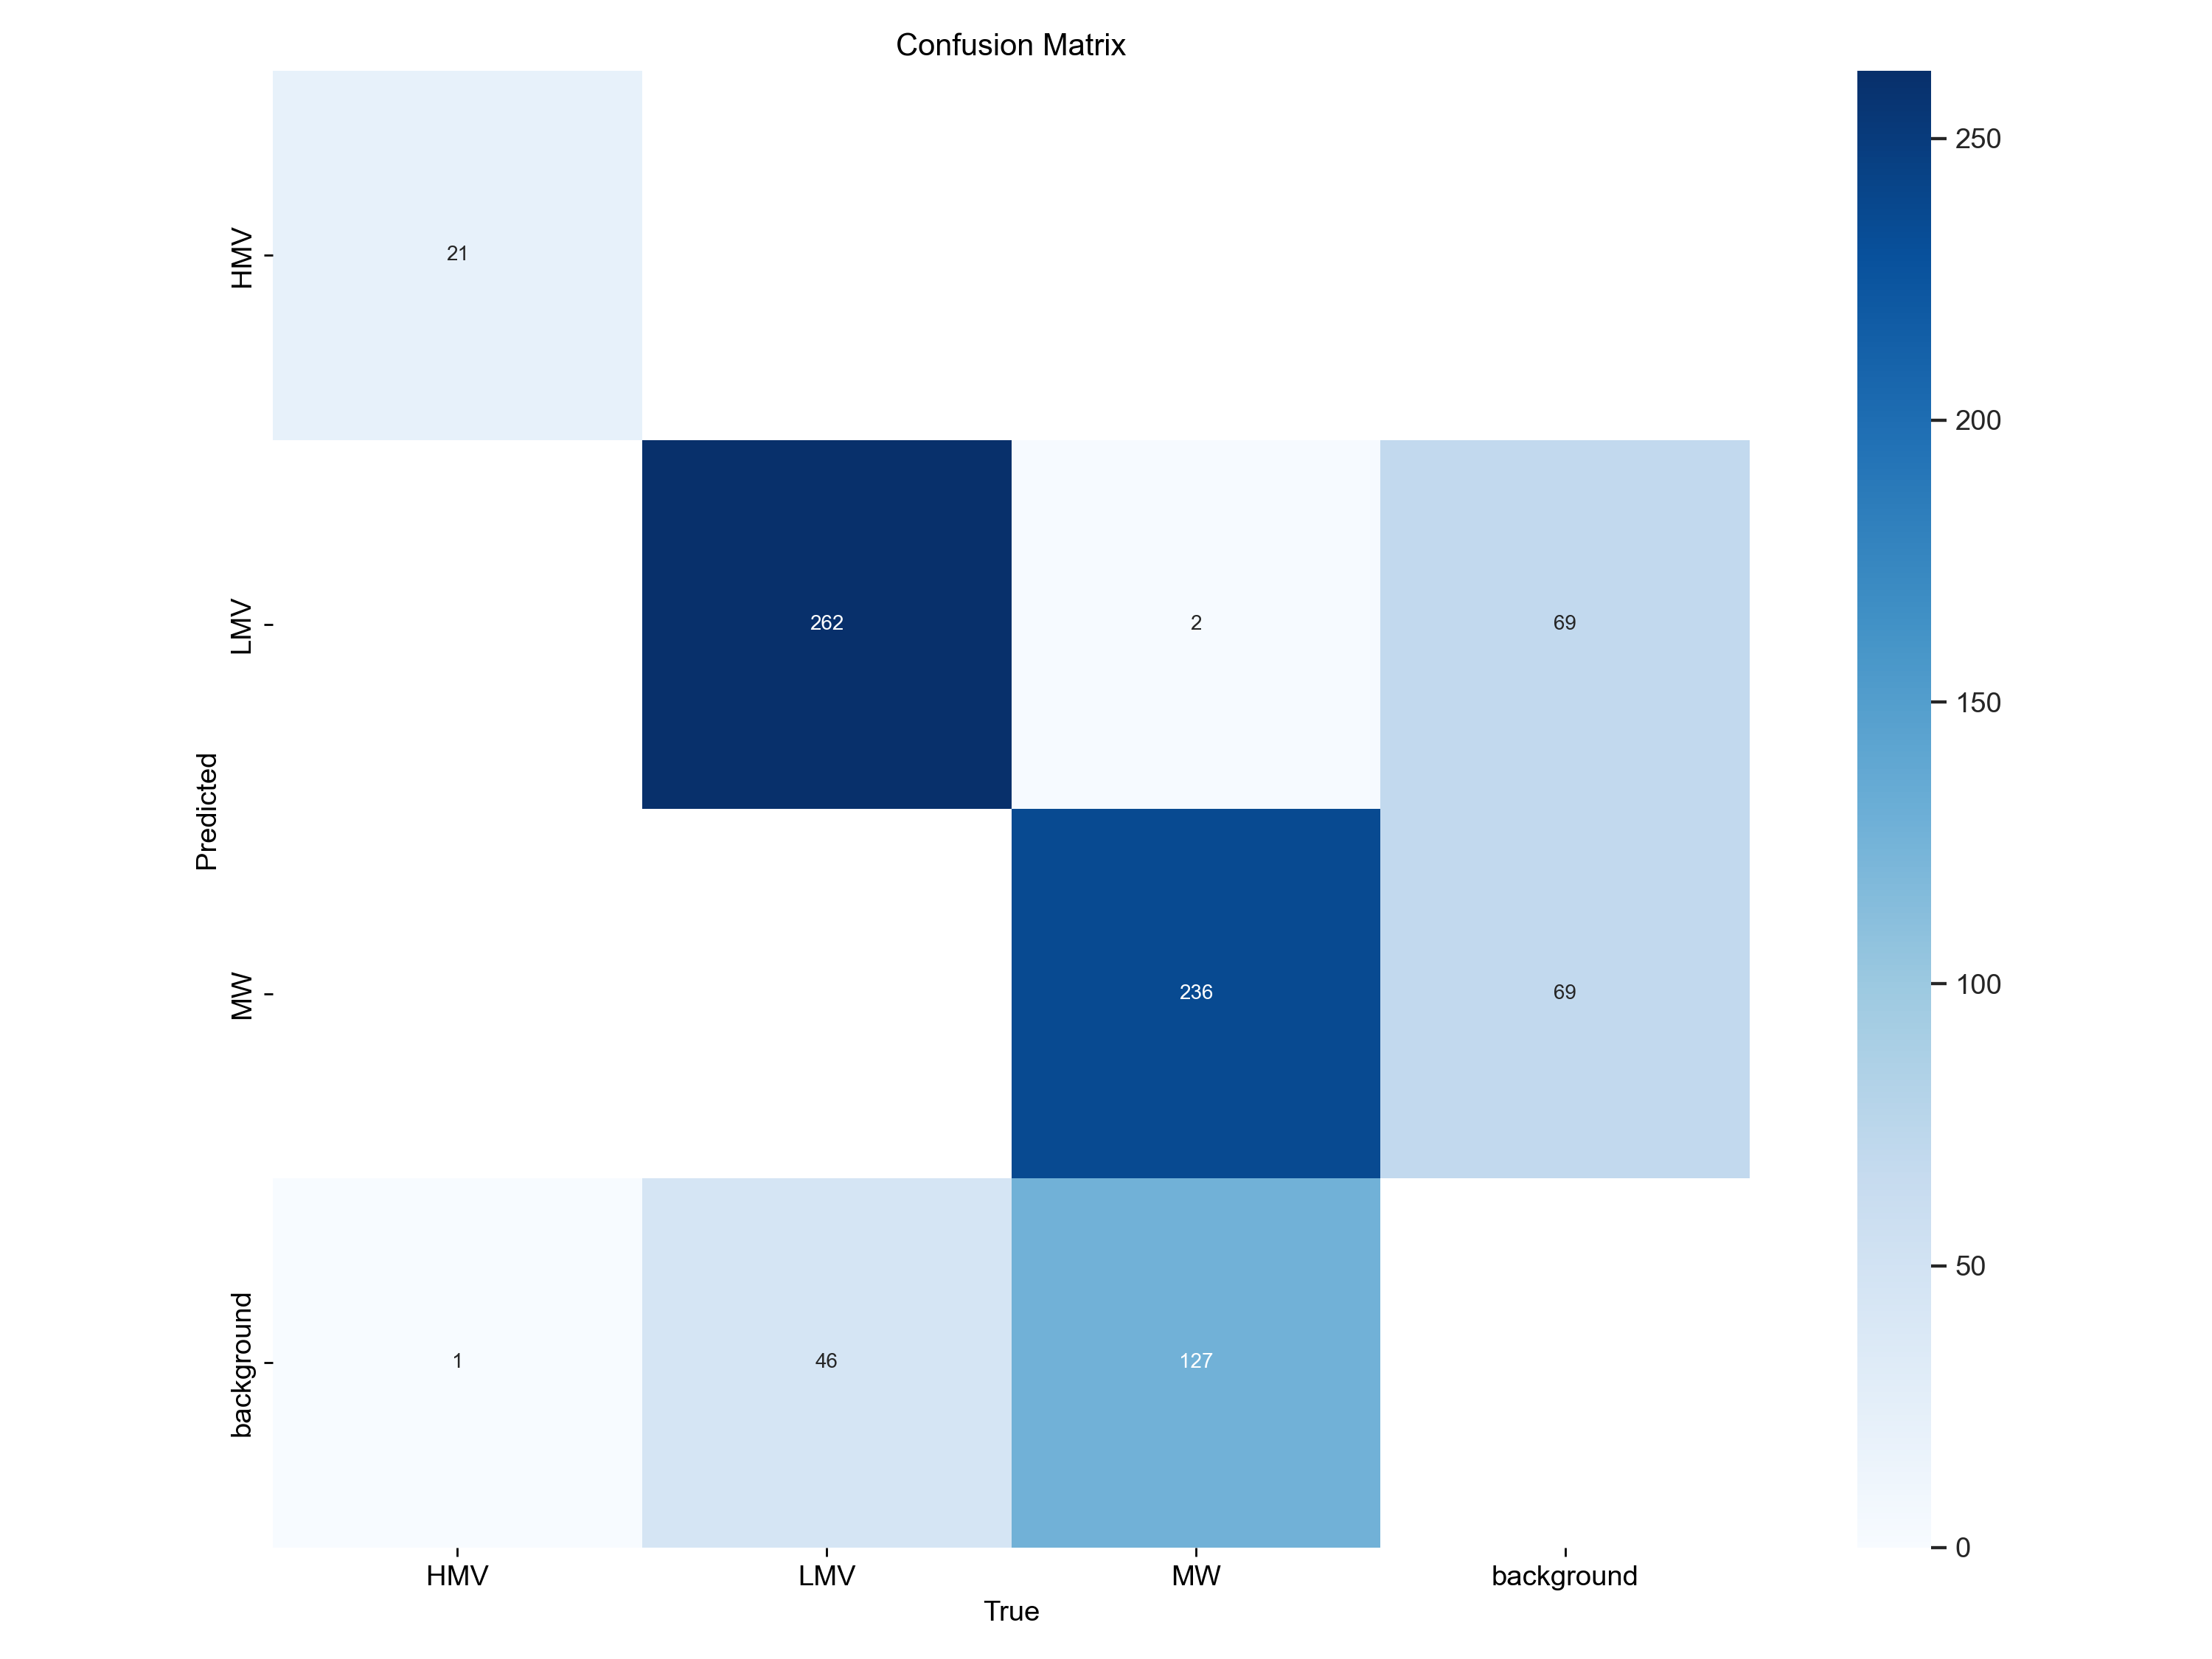 Confusion Matrix
HMV
21
LMV
262
2
69
Predicted
MW
236
69
background
1
46
127
HMV
LMV
MW
background
True
250
200
150
100
50
0